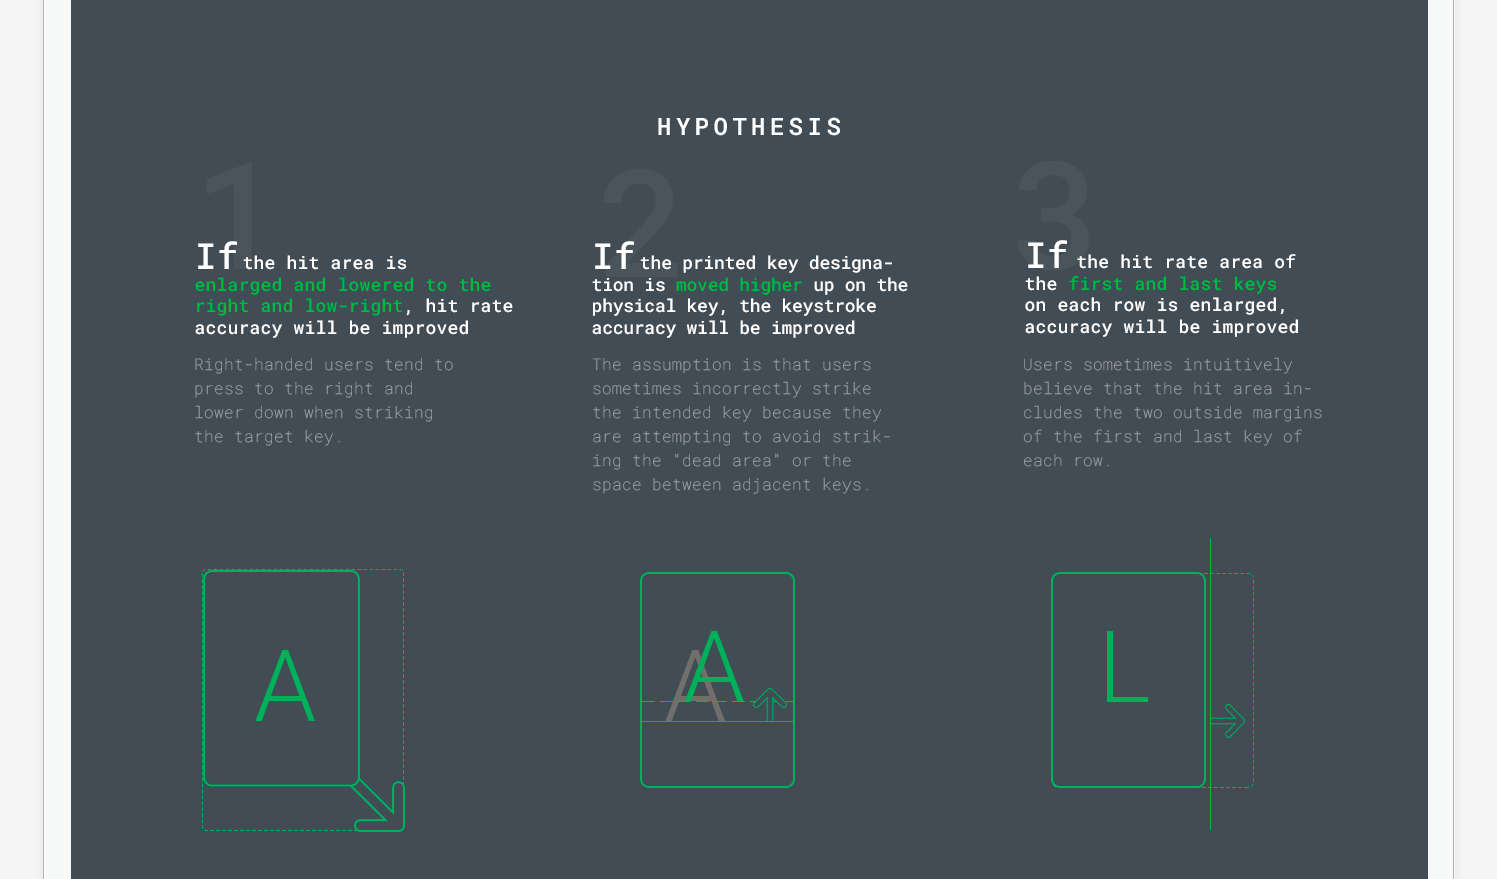 HYPOTHESIS
1
If the hit area is
enlarged and lowered to the
right and low-right, hit rate
accuracy will be improved
Right-handed users tend to
press to the right and
lower down when striking
the target key.
A
2
If the printed key designa-
tion is moved higher up on the
physical key, the keystroke
accuracy will be improved
The assumption is that users
sometimes incorrectly strike
the intended key because they
are attempting to avoid strik-
ing the "dead area" or the
space between adjacent keys.
A
A
3
If the hit rate area of
the first and last keys
on each row is enlarged,
accuracy will be improved
Users sometimes intuitively
believe that the hit area in-
cludes the two outside margins
of the first and last key of
each row.
L